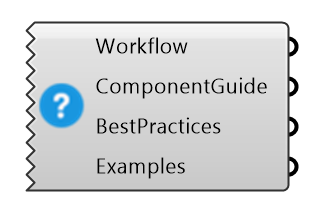 Workflow
ComponentGuide
?
BestPractices
Examples